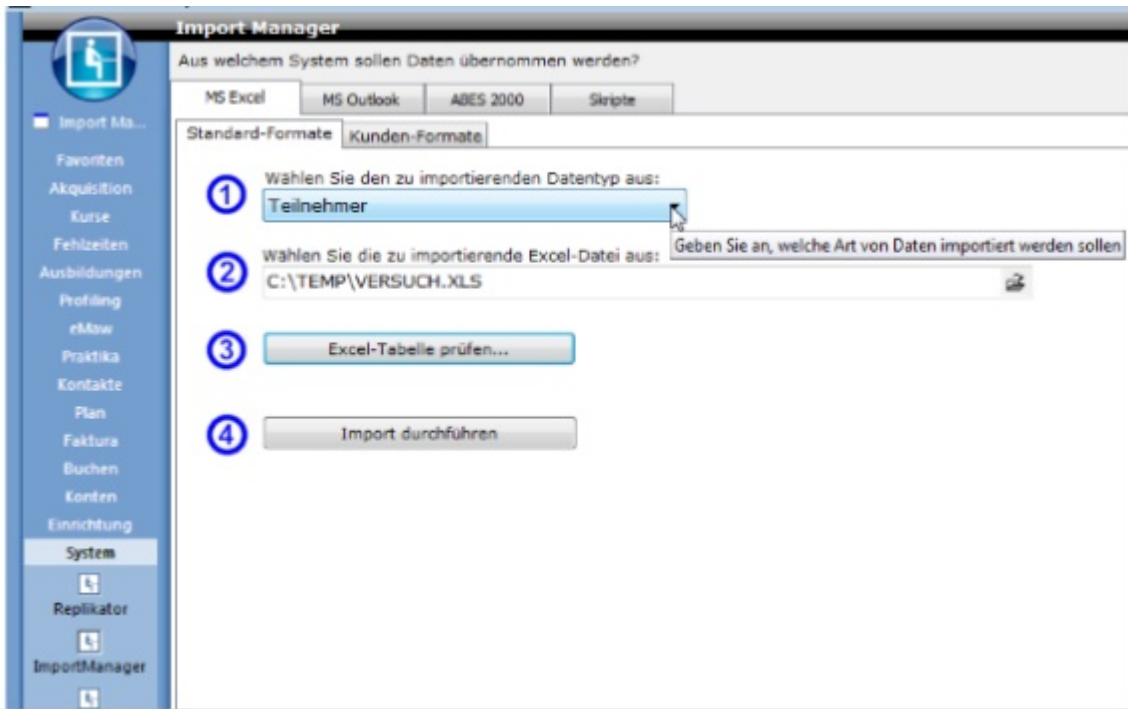 Import Manager
Aus welchem System sollen Daten übernommen werden?
MS Excel MS Outlook ABES 2000 Skripte
Standard-Formate Kunden-Formate
Import Ma...
Favoriten
Akquisition
Kurse
Fehlzeiten
Ausbildungen
Profiling
eMaw
Praktika
Kontakte
Plan
Faktura
Buchen
Konten
Einrichtung
System
Replikator
ImportManager
1 Wählen Sie den zu importierenden Datentyp aus:
Teilnehmer
Geben Sie an, welche Art von Daten importiert werden sollen
2 Wählen Sie die zu importierende Excel-Datei aus:
C:\TEMP\VERSUCH.XLS
3 Excel-Tabelle prüfen...
4 Import durchführen